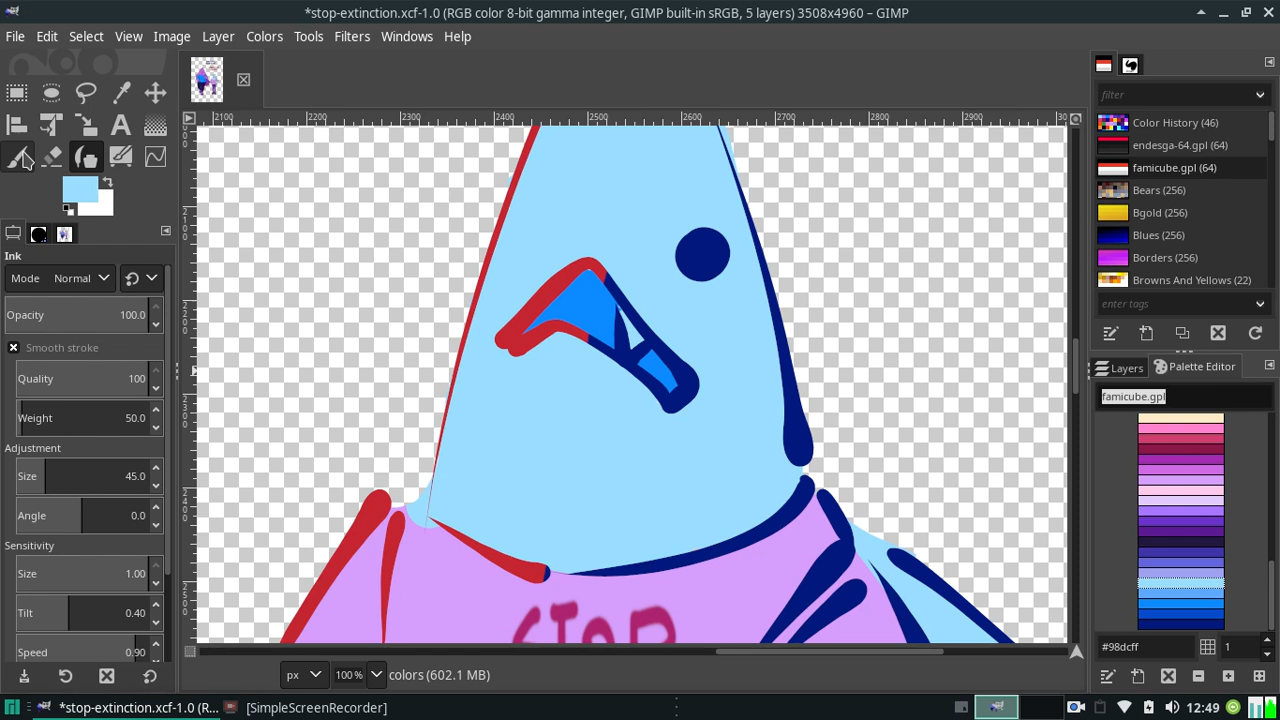 *stop-extinction.xcf-1.0 (RGB color 8-bit gamma integer, GIMP built-in sRGB, 5 layers) 3508x4960 – GIMP
File Edit Select View Image Layer Colors Tools Filters Windows Help
2100 2200 2300 2400 2500 2600 2700 2800 2900 30
filter
Color History (46)
endesga-64.gpl (64)
famicube.gpl (64)
Bears (256)
Bgold (256)
Blues (256)
Borders (256)
Browns And Yellows (22)
enter tags
Layers Palette Editor
famicube.gpl
#98dcff 1
Ink
Mode Normal
Opacity 100.0
Smooth stroke
Quality 100
Weight 50.0
Adjustment
Size 45.0
Angle 0.0
Sensitivity
Size 1.00
Tilt 0.40
Speed 0.90
STOP
px 100% colors (602.1 MB)
*stop-extinction.xcf-1.0 (R... [SimpleScreenRecorder] 12:49